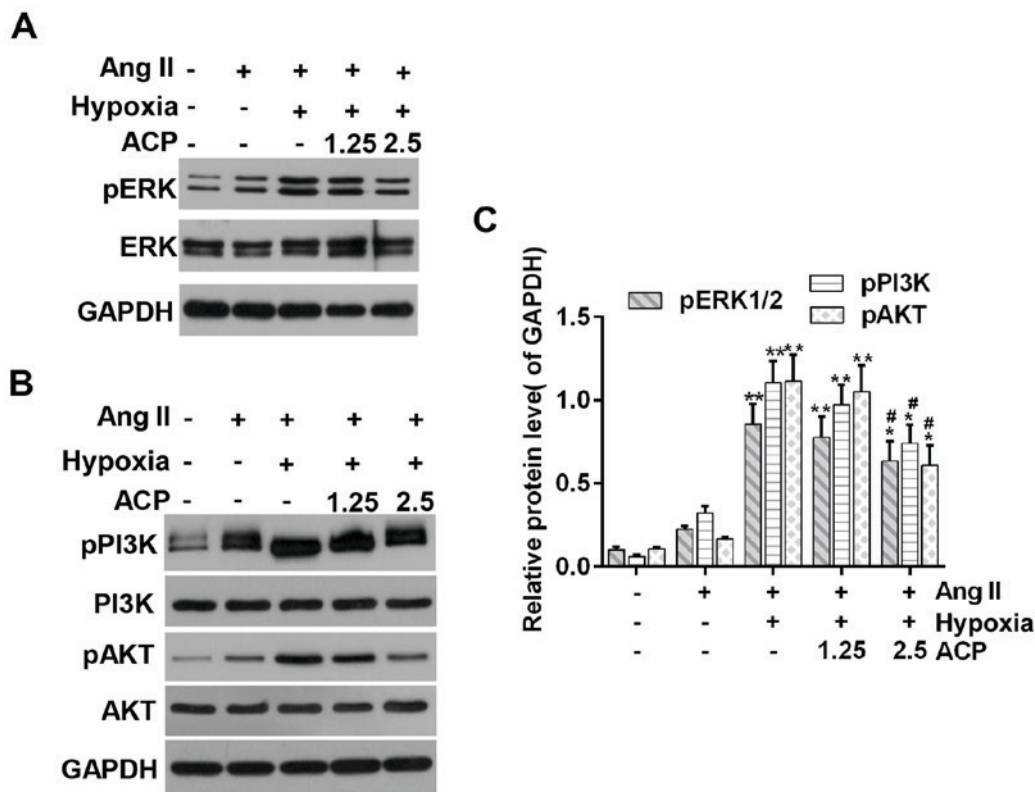 A
Ang II - + + + +
Hypoxia - - + + +
ACP - - - 1.25 2.5
pERK
ERK
GAPDH
B
Ang II - + + + +
Hypoxia - - + + +
ACP - - - 1.25 2.5
pPI3K
PI3K
pAKT
AKT
GAPDH
C
pERK1/2
pPI3K
pAKT
Relative protein level( of GAPDH)
1.5
1.0
0.5
0.0
** ** **
** ** **
# # #
* * *
- + + + + Ang II
- - + + + Hypoxia
- - - 1.25 2.5 ACP